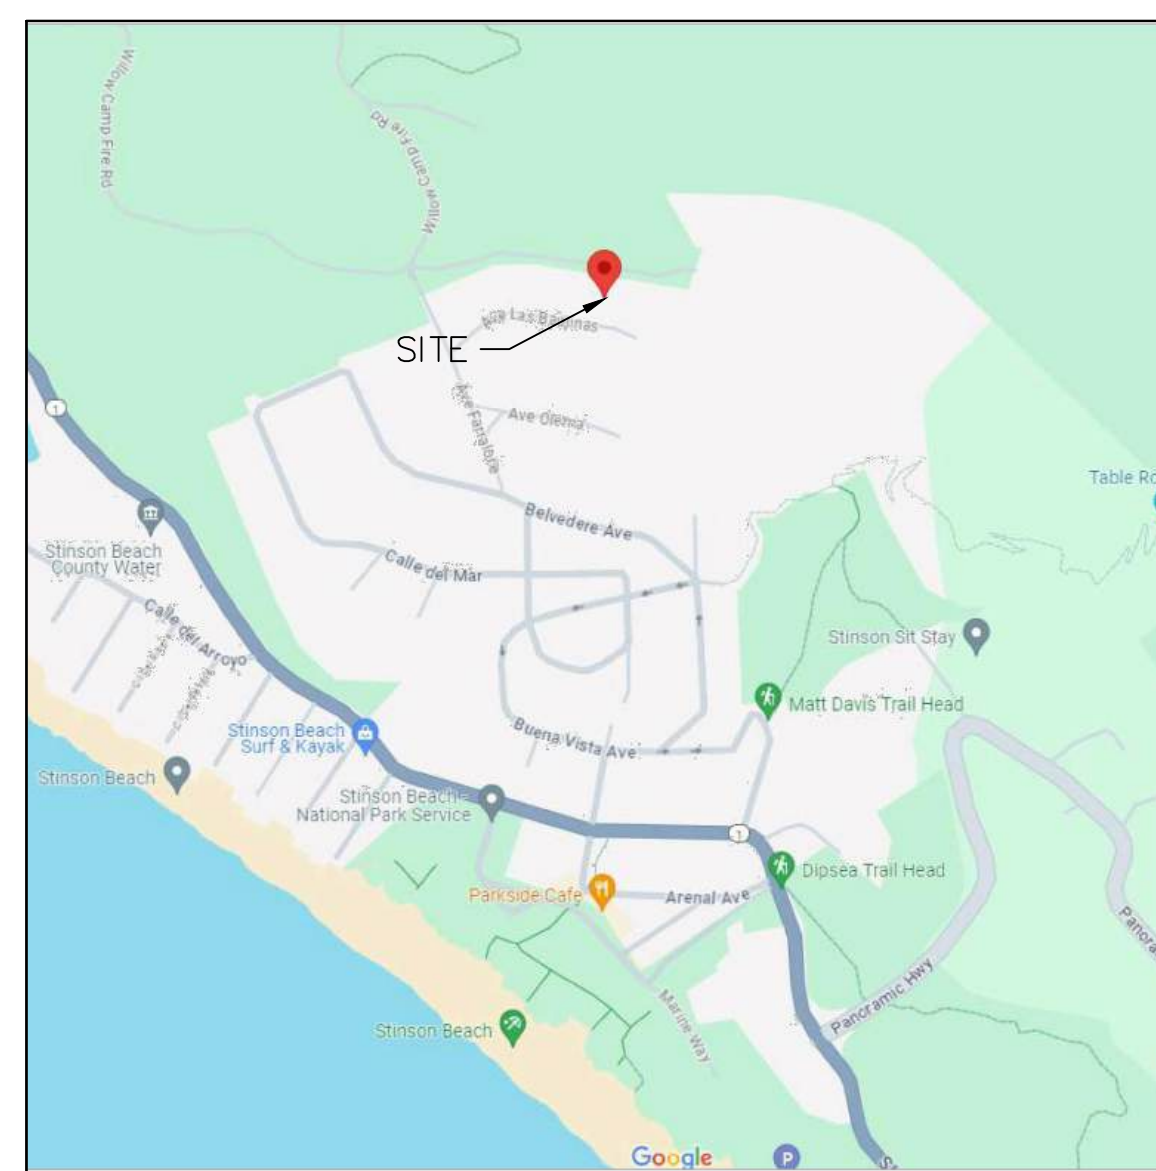 Willow Camp Fire Rd
Willow Camp Fire Rd
SITE
1
Ave Farralone
Belvedere Ave
Table Ro
Stinson Beach
County Water
Calle del Mar
Calle del Arroyo
Stinson Sit Stay
Matt Davis Trail Head
Stinson Beach
Surf & Kayak
Buena Vista Ave
Stinson Beach
Stinson Beach -
National Park Service
1
Dipsea Trail Head
Parkside Cafe
Arenal Ave
Panora
Panoramic Hwy
Marine Way
Stinson Beach
Google
P